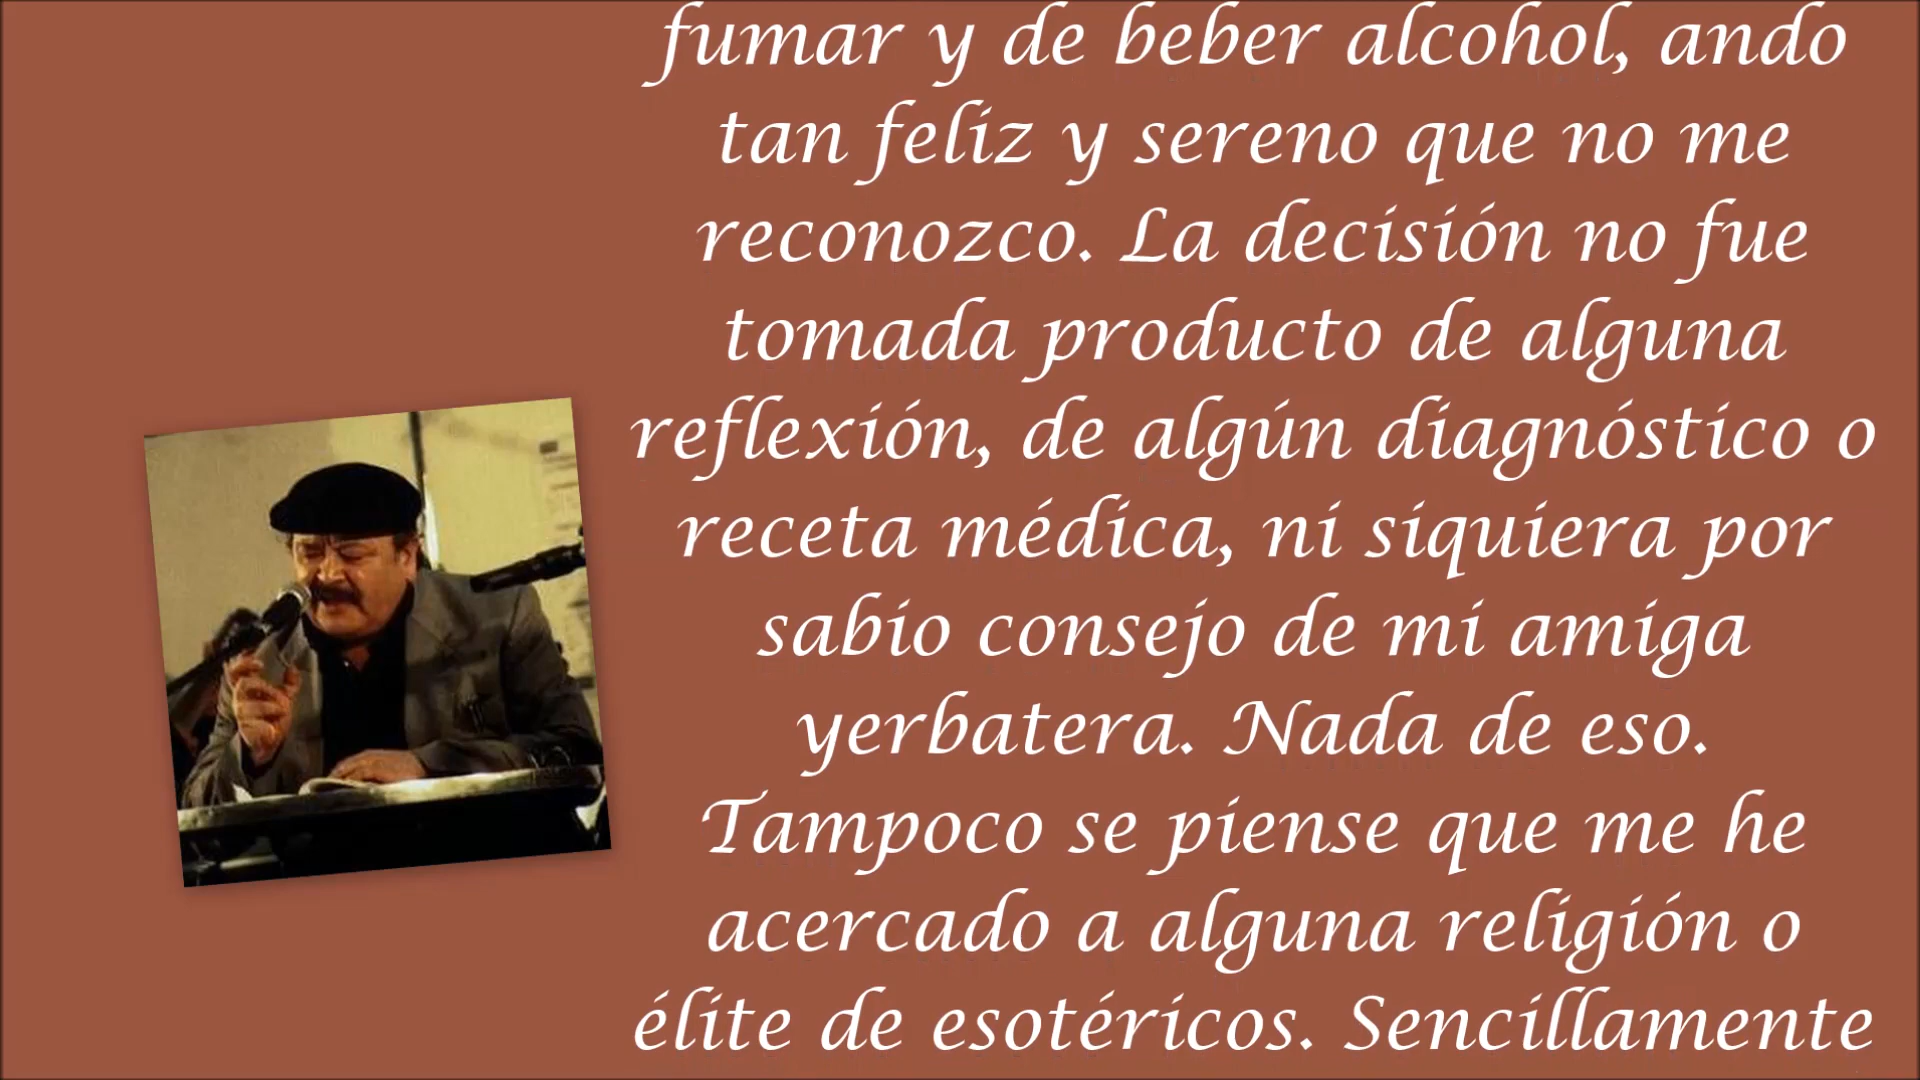 fumar y de beber alcohol, ando
tan feliz y sereno que no me
reconozco. La decisión no fue
tomada producto de alguna
reflexión, de algún diagnóstico o
receta médica, ni siquiera por
sabio consejo de mi amiga
yerbatera. Nada de eso.
Tampoco se piense que me he
acercado a alguna religión o
élite de esotéricos. Sencillamente